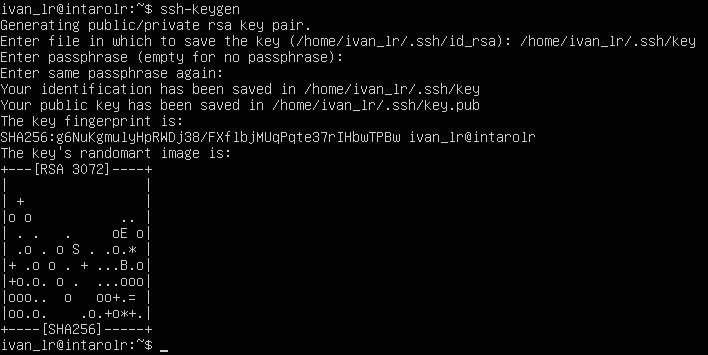 ivan_lr@intarolr:~$ ssh-keygen
Generating public/private rsa key pair.
Enter file in which to save the key (/home/ivan_lr/.ssh/id_rsa): /home/ivan_lr/.ssh/key
Enter passphrase (empty for no passphrase):
Enter same passphrase again:
Your identification has been saved in /home/ivan_lr/.ssh/key
Your public key has been saved in /home/ivan_lr/.ssh/key.pub
The key fingerprint is:
SHA256:g6NuKgmulyHpRWDj38/FXflbjMUqPqte37rIHbwTPBw ivan_lr@intarolr
The key's randomart image is:
+---[RSA 3072]----+
|                 |
| +               |
|o o           .. |
| . .   .     oE o|
| .o . o S . .o.* |
|+ .o o . + ...B.o|
|+o.o. o .  ...ooo|
|ooo..  o   oo+.= |
|oo.o.    .o.+o*+.|
+----[SHA256]-----+
ivan_lr@intarolr:~$ _